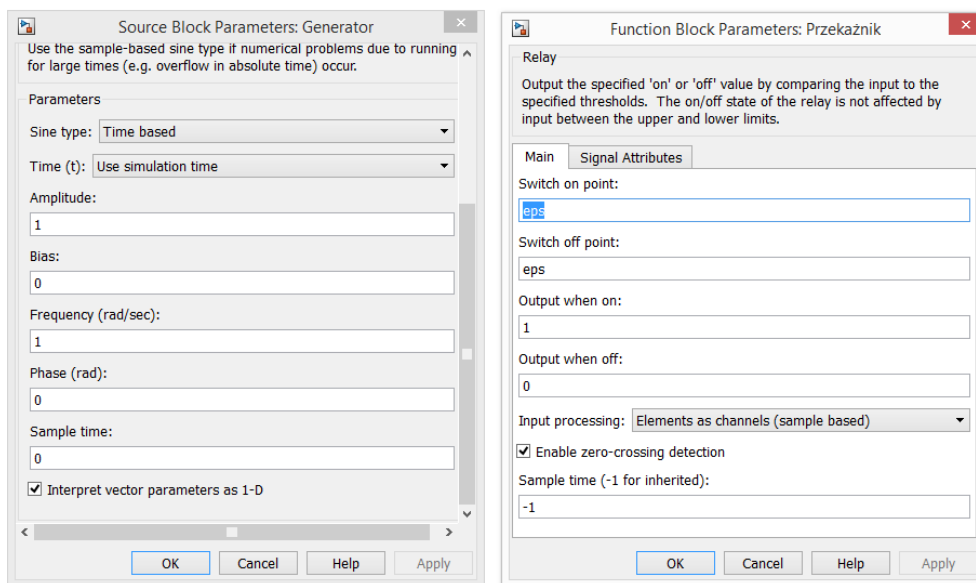 Source Block Parameters: Generator
Use the sample-based sine type if numerical problems due to running
for large times (e.g. overflow in absolute time) occur.
Parameters
Sine type: Time based
Time (t): Use simulation time
Amplitude:
1
Bias:
0
Frequency (rad/sec):
1
Phase (rad):
0
Sample time:
0
Interpret vector parameters as 1-D
OK Cancel Help Apply
Function Block Parameters: Przekaźnik
Relay
Output the specified 'on' or 'off' value by comparing the input to the
specified thresholds. The on/off state of the relay is not affected by
input between the upper and lower limits.
Main Signal Attributes
Switch on point:
eps
Switch off point:
eps
Output when on:
1
Output when off:
0
Input processing: Elements as channels (sample based)
Enable zero-crossing detection
Sample time (-1 for inherited):
-1
OK Cancel Help Apply